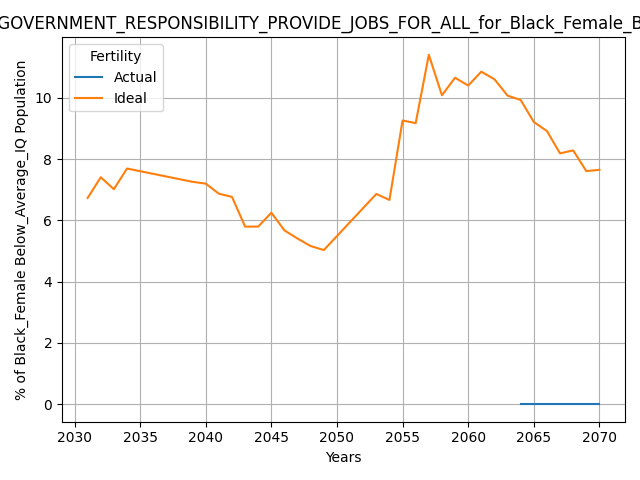 GOVERNMENT_RESPONSIBILITY_PROVIDE_JOBS_FOR_ALL_for_Black_Female_B
Fertility
Actual
Ideal
% of Black_Female Below_Average_IQ Population
10
8
6
4
2
0
2030 2035 2040 2045 2050 2055 2060 2065 2070
Years